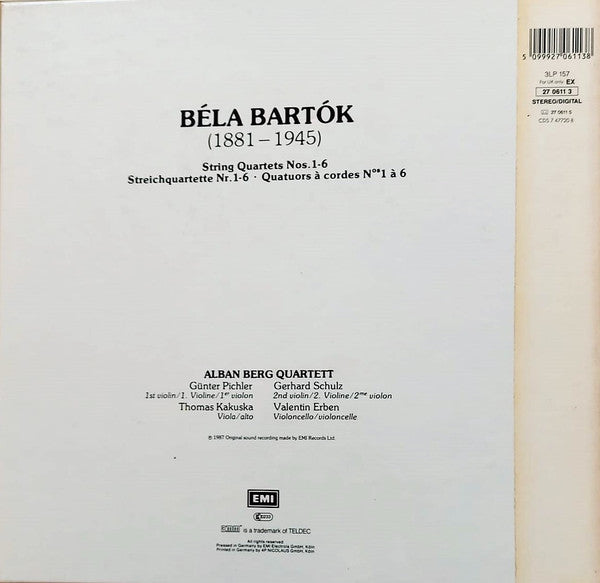 5 099927 061138
3LP 157
For UK only: EX
27 0611 3
STEREO/DIGITAL
27 0611 5
CDS 7 47720 8
BÉLA BARTÓK
(1881 – 1945)
String Quartets Nos. 1-6
Streichquartette Nr. 1-6 · Quatuors à cordes Nos 1 à 6
ALBAN BERG QUARTETT
Günter Pichler Gerhard Schulz
1st violin/1. Violine/1er violon 2nd violin/2. Violine/2me violon
Thomas Kakuska Valentin Erben
Viola/alto Violoncello/violoncelle
℗ 1987 Original sound recording made by EMI Records Ltd.
EMI
is a trademark of TELDEC
All rights reserved
Pressed in Germany by EMI Electrola GmbH, Köln
Printed in Germany by 4P NICOLAUS GmbH, Köln